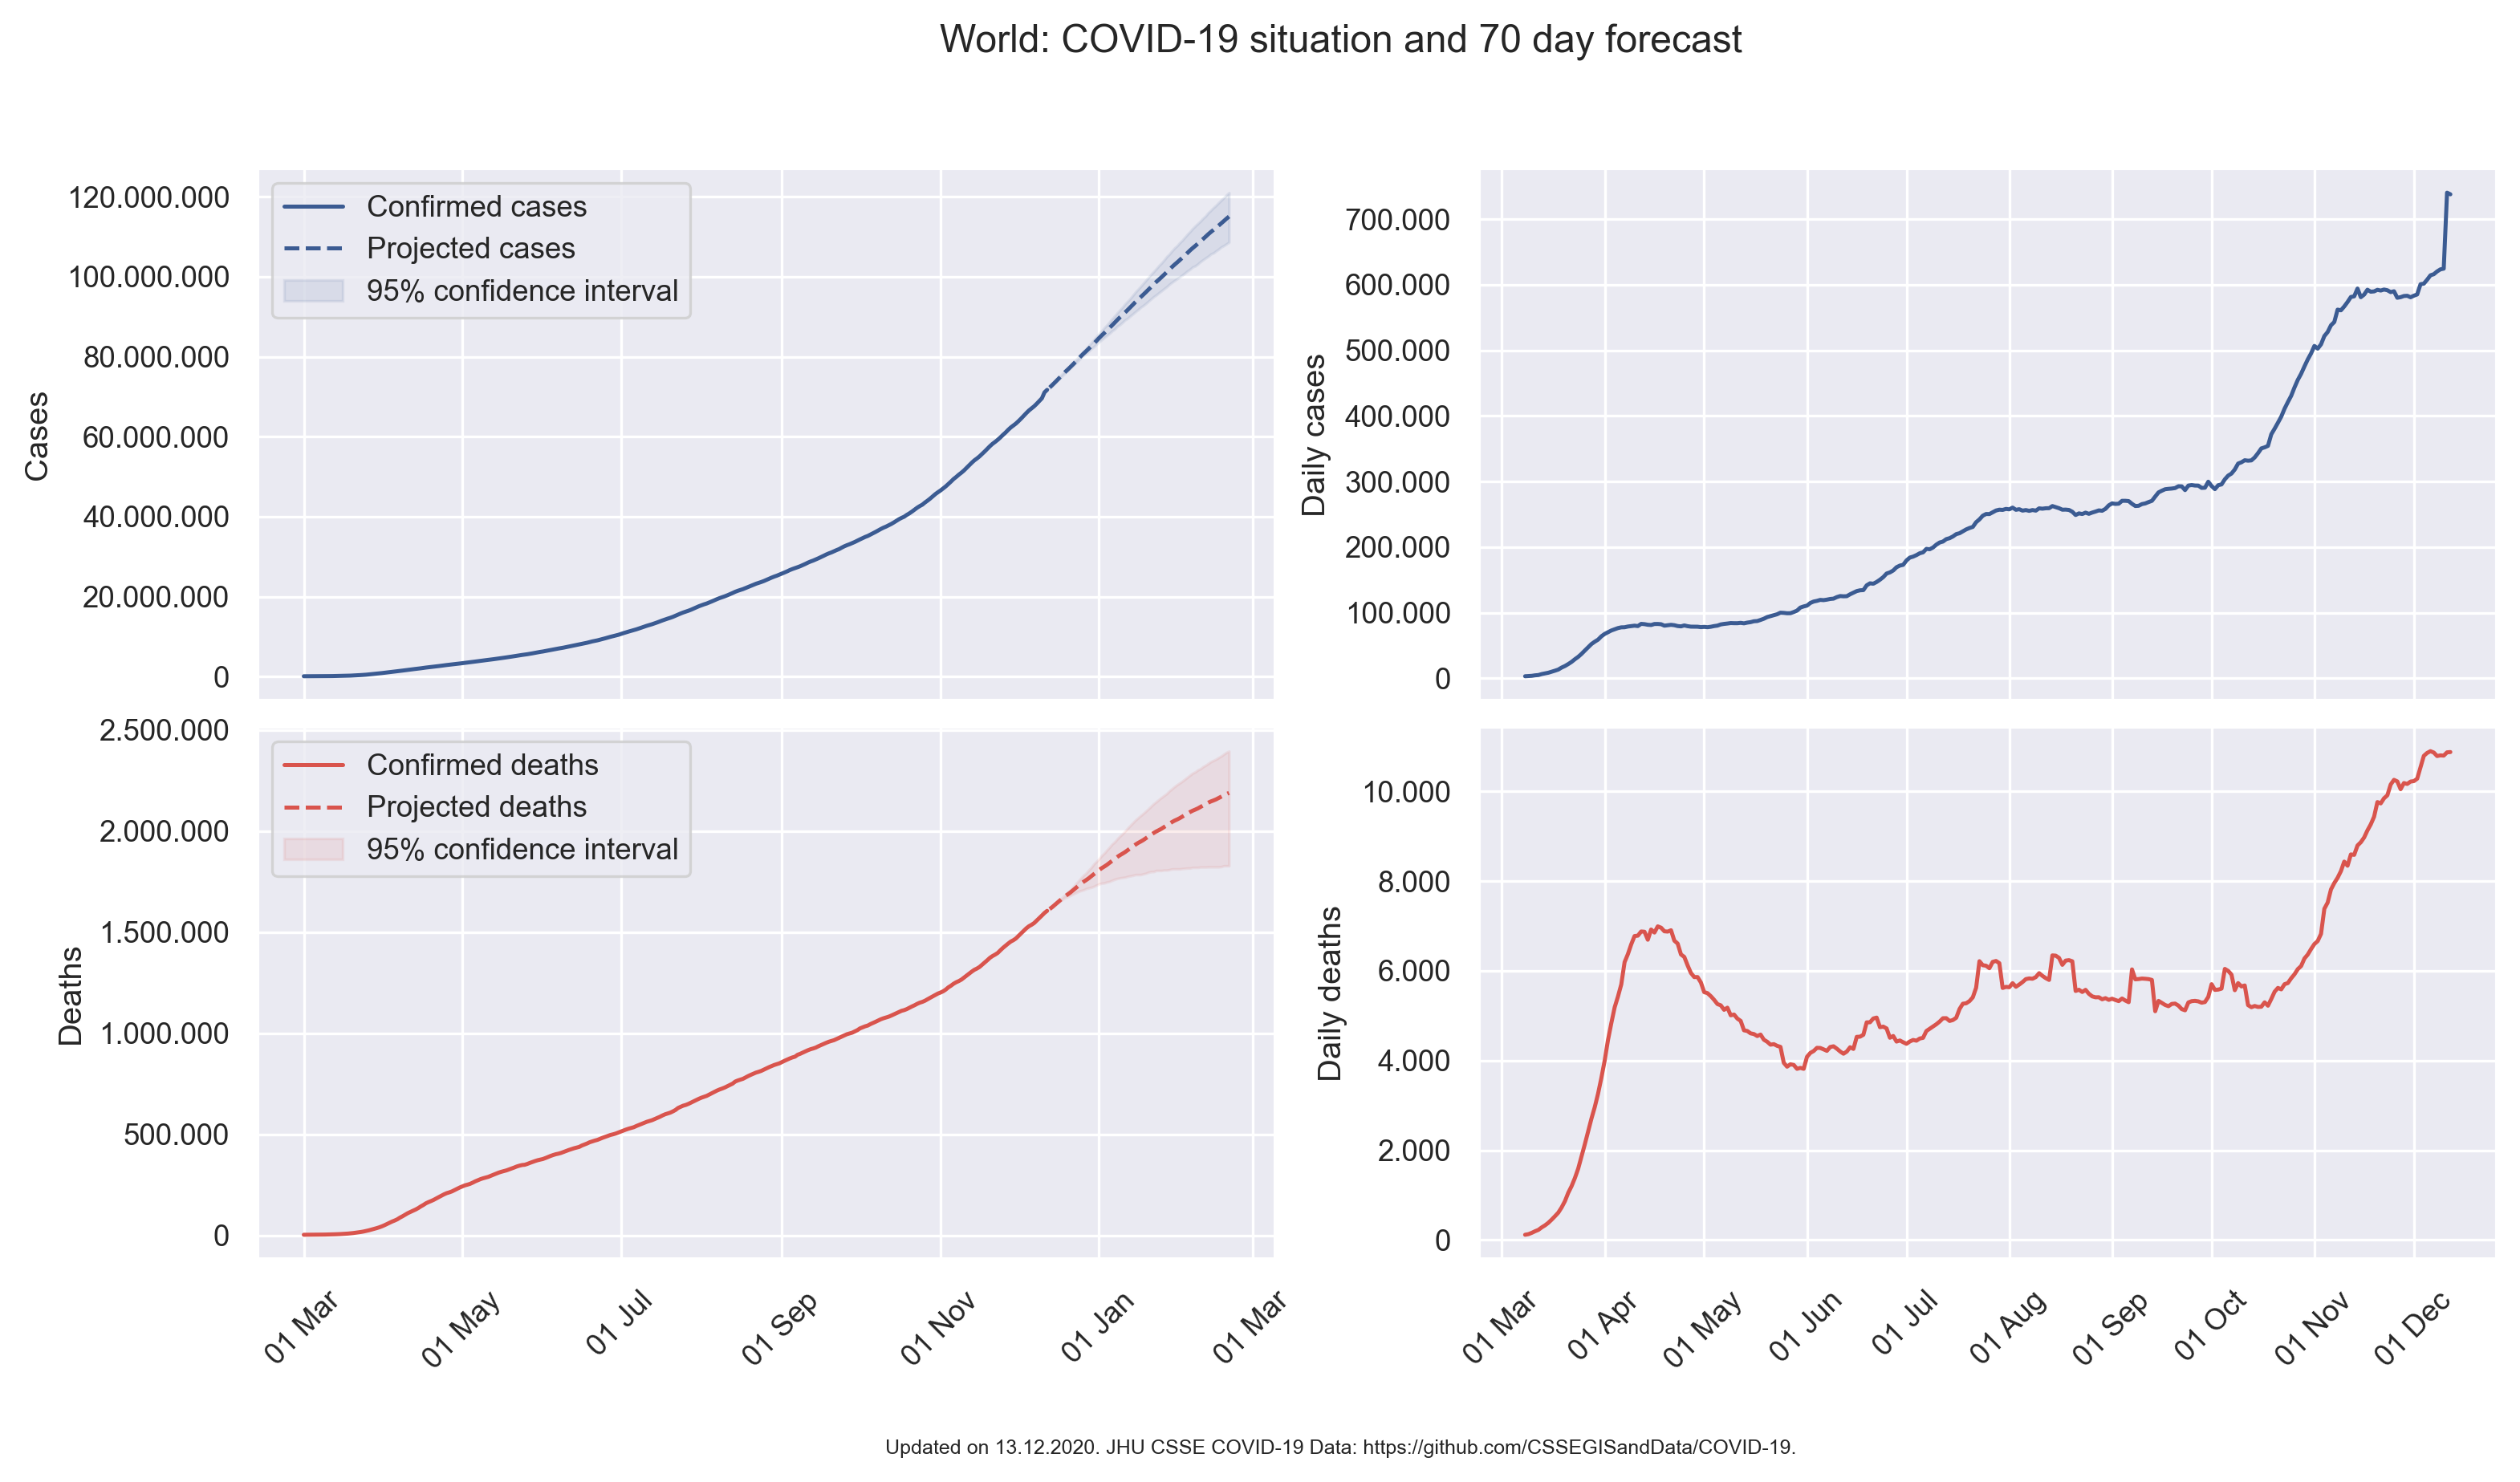 World: COVID-19 situation and 70 day forecast
120.000.000
100.000.000
80.000.000
60.000.000
40.000.000
20.000.000
0
Cases
Confirmed cases
Projected cases
95% confidence interval
700.000
600.000
500.000
400.000
300.000
200.000
100.000
0
Daily cases
2.500.000
2.000.000
1.500.000
1.000.000
500.000
0
Deaths
Confirmed deaths
Projected deaths
95% confidence interval
01 Mar
01 May
01 Jul
01 Sep
01 Nov
01 Jan
01 Mar
10.000
8.000
6.000
4.000
2.000
0
Daily deaths
01 Mar
01 Apr
01 May
01 Jun
01 Jul
01 Aug
01 Sep
01 Oct
01 Nov
01 Dec
Updated on 13.12.2020. JHU CSSE COVID-19 Data: https://github.com/CSSEGISandData/COVID-19.